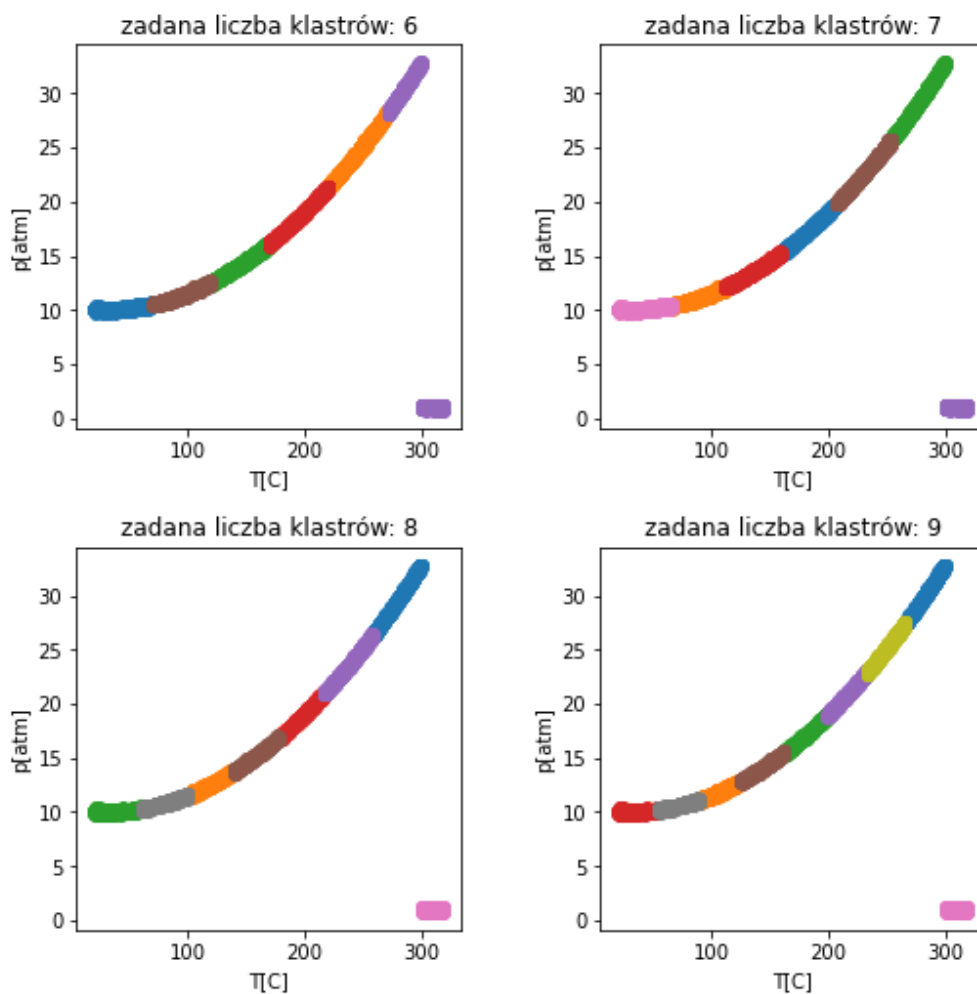 zadana liczba klastrów: 6
zadana liczba klastrów: 7
30
25
20
15
10
5
0
p[atm]
100 200 300
T[C]
30
25
20
15
10
5
0
p[atm]
100 200 300
T[C]
zadana liczba klastrów: 8
zadana liczba klastrów: 9
30
25
20
15
10
5
0
p[atm]
100 200 300
T[C]
30
25
20
15
10
5
0
p[atm]
100 200 300
T[C]